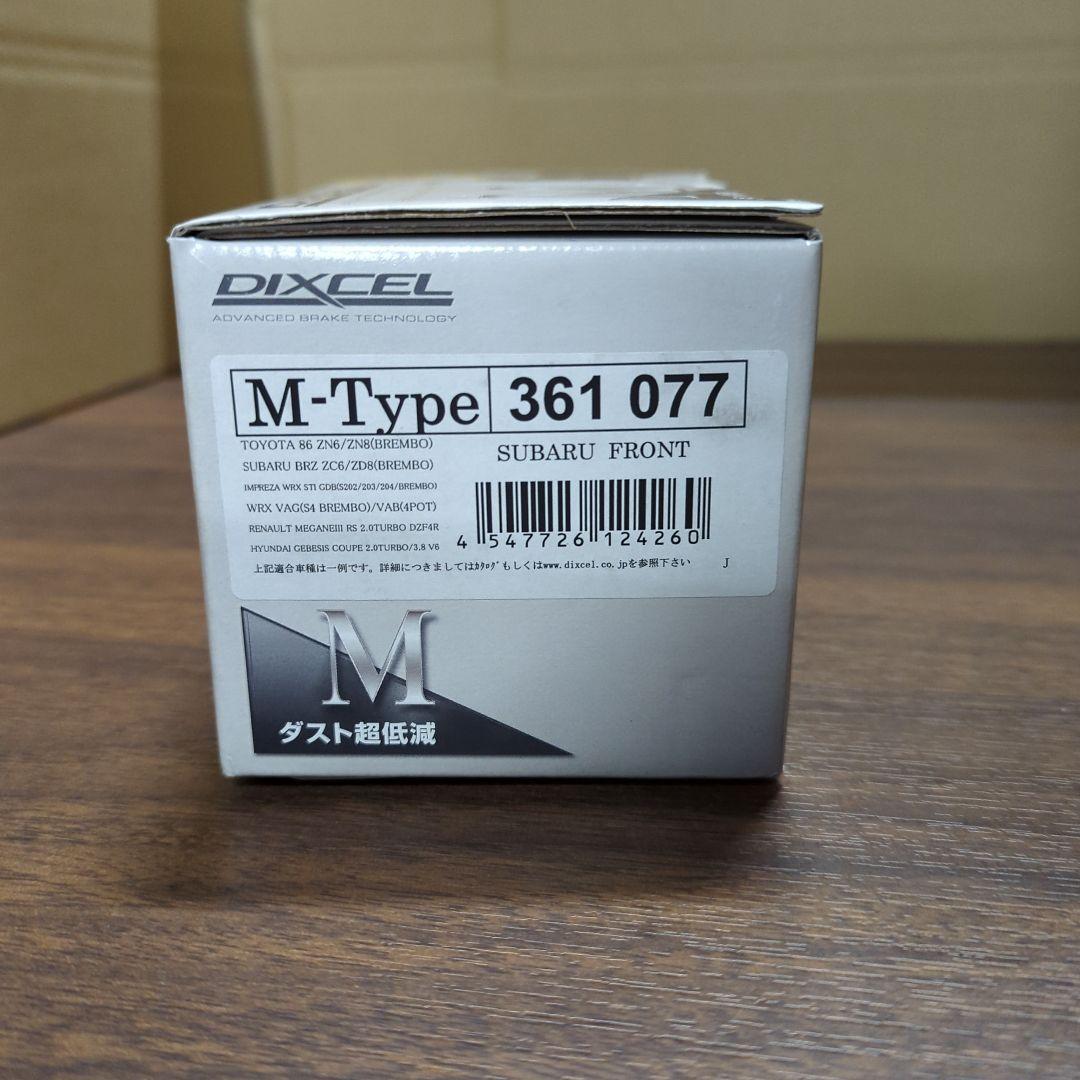 DIXCEL
ADVANCED BRAKE TECHNOLOGY
M-Type 361 077
TOYOTA 86 ZN6/ZN8(BREMBO)
SUBARU BRZ ZC6/ZD8(BREMBO)
IMPREZA WRX STI GDB(S202/203/204/BREMBO)
WRX VAG(S4 BREMBO)/VAB(4POT)
RENAULT MEGANEIII RS 2.0TURBO DZF4R
HYUNDAI GEBESIS COUPE 2.0TURBO/3.8 V6
SUBARU FRONT
4 547726 124260
上記適合車種は一例です。詳細につきましてはｶﾀﾛｸﾞもしくはwww.dixcel.co.jpを参照下さい J
M
ダスト超低減